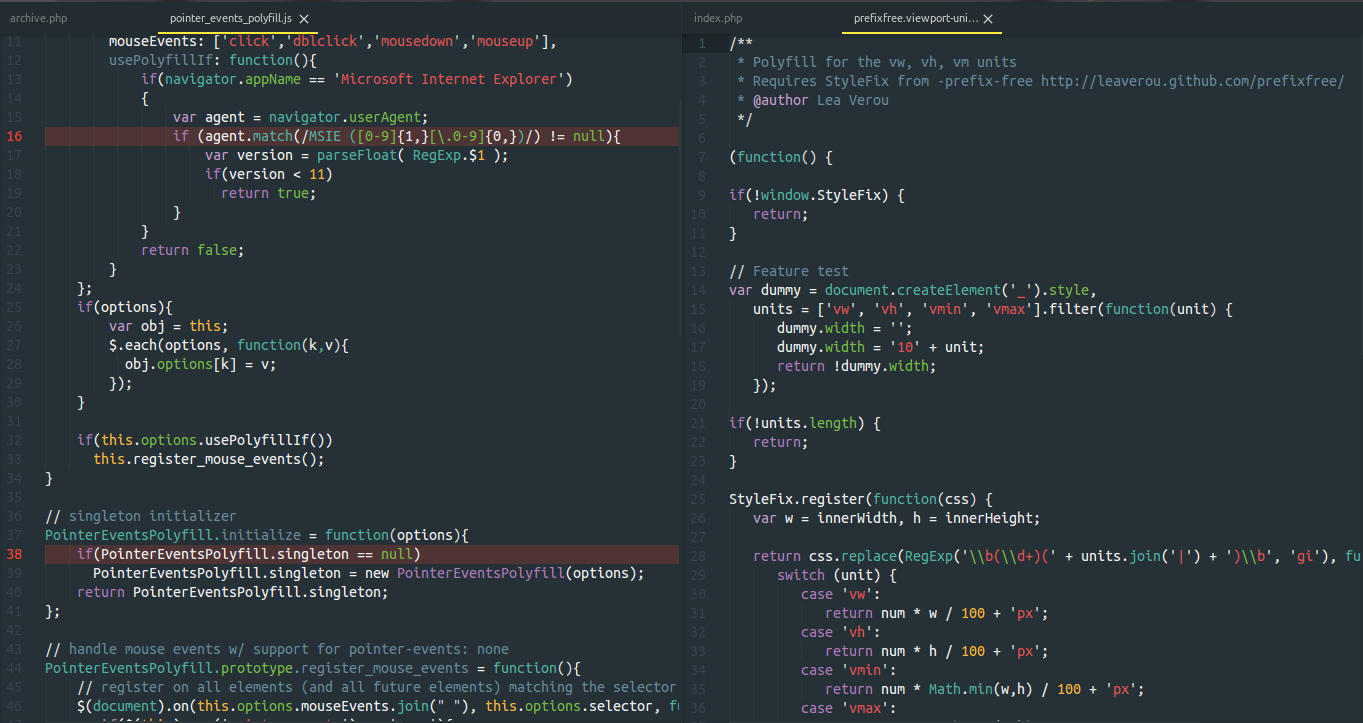 archive.php
pointer_events_polyfill.js ×
11 mouseEvents: ['click','dblclick','mousedown','mouseup'],
12 usePolyfillIf: function(){
13 if(navigator.appName == 'Microsoft Internet Explorer')
14 {
15 var agent = navigator.userAgent;
16 if (agent.match(/MSIE ([0-9]{1,}[\.0-9]{0,})/) != null){
17 var version = parseFloat( RegExp.$1 );
18 if(version < 11)
19 return true;
20 }
21 }
22 return false;
23 }
24 };
25 if(options){
26 var obj = this;
27 $.each(options, function(k,v){
28 obj.options[k] = v;
29 });
30 }
31
32 if(this.options.usePolyfillIf())
33 this.register_mouse_events();
34 }
35
36 // singleton initializer
37 PointerEventsPolyfill.initialize = function(options){
38 if(PointerEventsPolyfill.singleton == null)
39 PointerEventsPolyfill.singleton = new PointerEventsPolyfill(options);
40 return PointerEventsPolyfill.singleton;
41 };
42
43 // handle mouse events w/ support for pointer-events: none
44 PointerEventsPolyfill.prototype.register_mouse_events = function(){
45 // register on all elements (and all future elements) matching the selector
46 $(document).on(this.options.mouseEvents.join(" "), this.options.selector, fu
index.php
prefixfree.viewport-uni... ×
1 /**
2 * Polyfill for the vw, vh, vm units
3 * Requires StyleFix from -prefix-free http://leaverou.github.com/prefixfree/
4 * @author Lea Verou
5 */
6
7 (function() {
8
9 if(!window.StyleFix) {
10 return;
11 }
12
13 // Feature test
14 var dummy = document.createElement('_').style,
15 units = ['vw', 'vh', 'vmin', 'vmax'].filter(function(unit) {
16 dummy.width = '';
17 dummy.width = '10' + unit;
18 return !dummy.width;
19 });
20
21 if(!units.length) {
22 return;
23 }
24
25 StyleFix.register(function(css) {
26 var w = innerWidth, h = innerHeight;
27
28 return css.replace(RegExp('\\b(\\d+)(' + units.join('|') + ')\\b', 'gi'), fu
29 switch (unit) {
30 case 'vw':
31 return num * w / 100 + 'px';
32 case 'vh':
33 return num * h / 100 + 'px';
34 case 'vmin':
35 return num * Math.min(w,h) / 100 + 'px';
36 case 'vmax':